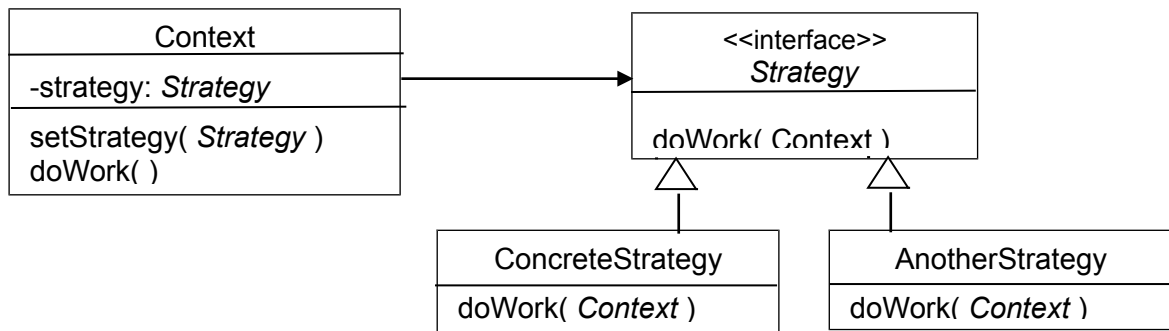 Context
-strategy: Strategy
setStrategy( Strategy )
doWork( )
<<interface>>
Strategy
doWork( Context )
ConcreteStrategy
doWork( Context )
AnotherStrategy
doWork( Context )